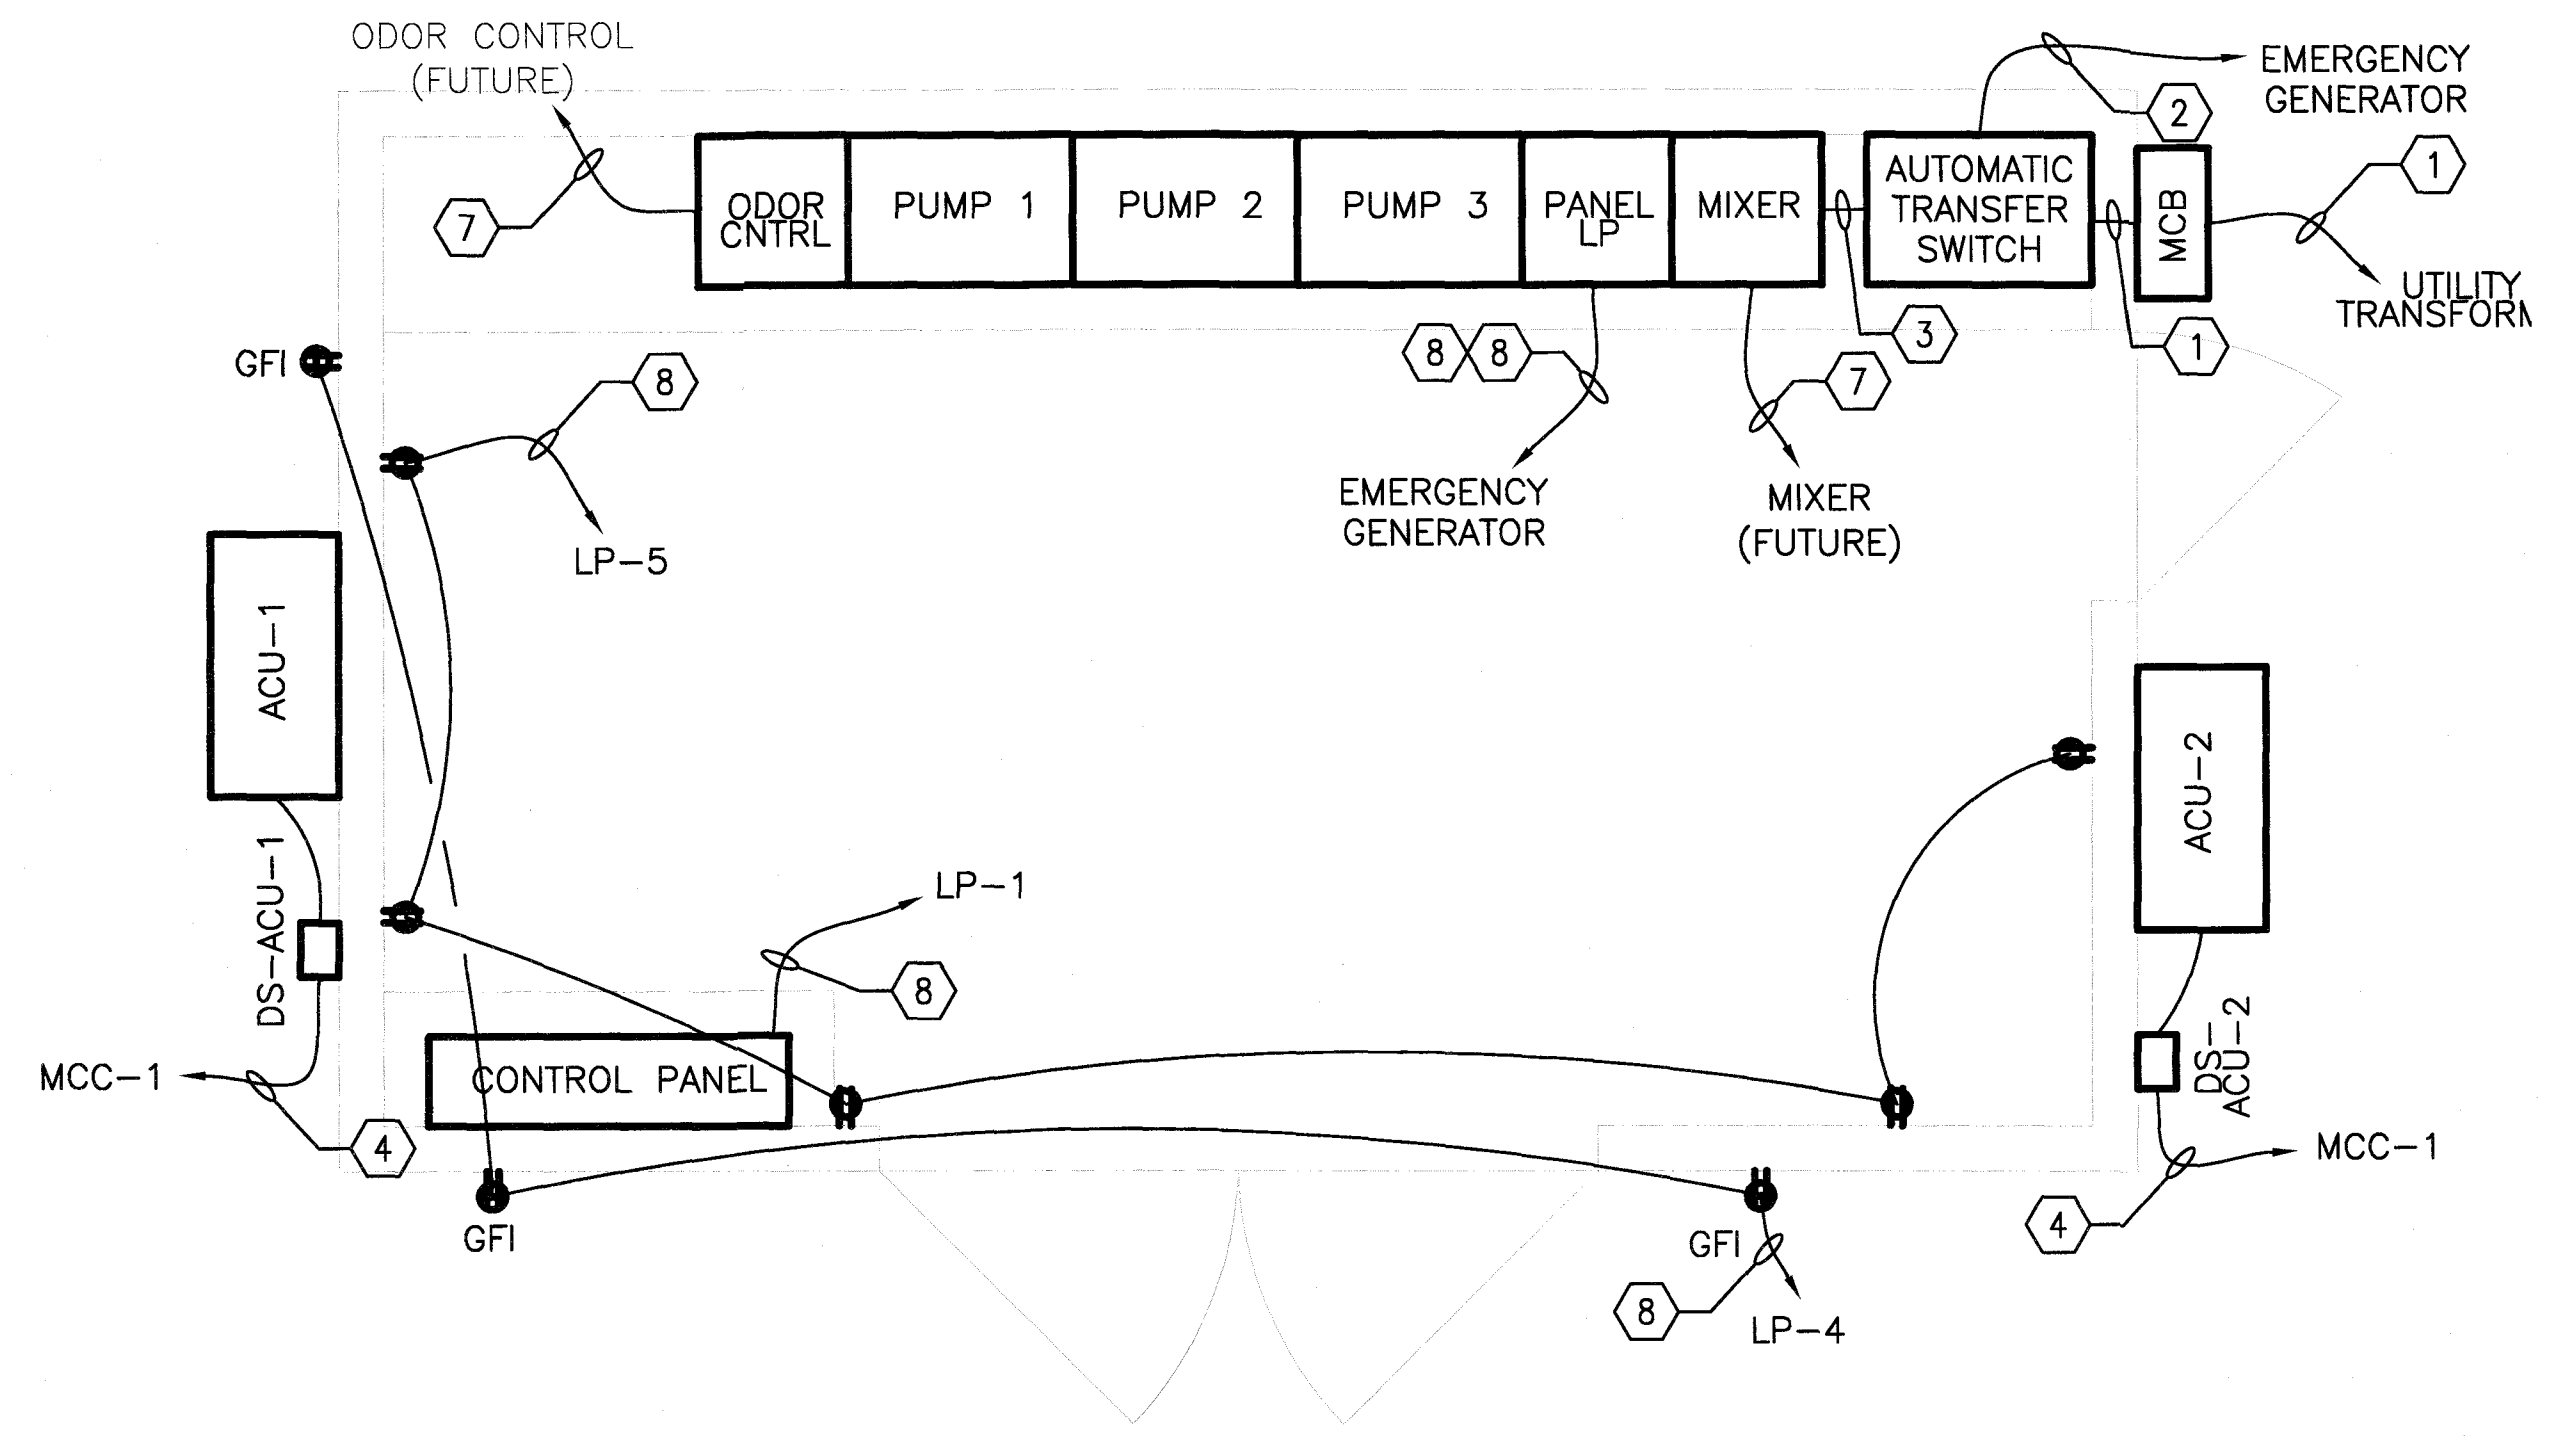 ODOR CONTROL
(FUTURE)
EMERGENCY
GENERATOR
2
1
7
ODOR
CNTRL
PUMP 1
PUMP 2
PUMP 3
PANEL
LP
MIXER
AUTOMATIC
TRANSFER
SWITCH
MCB
UTILITY
TRANSFORM
3
1
8
8
7
GFI
8
EMERGENCY
GENERATOR
MIXER
(FUTURE)
LP-5
ACU-1
ACU-2
DS-ACU-1
LP-1
8
DS-
ACU-2
MCC-1
CONTROL PANEL
4
MCC-1
4
GFI
GFI
8
LP-4